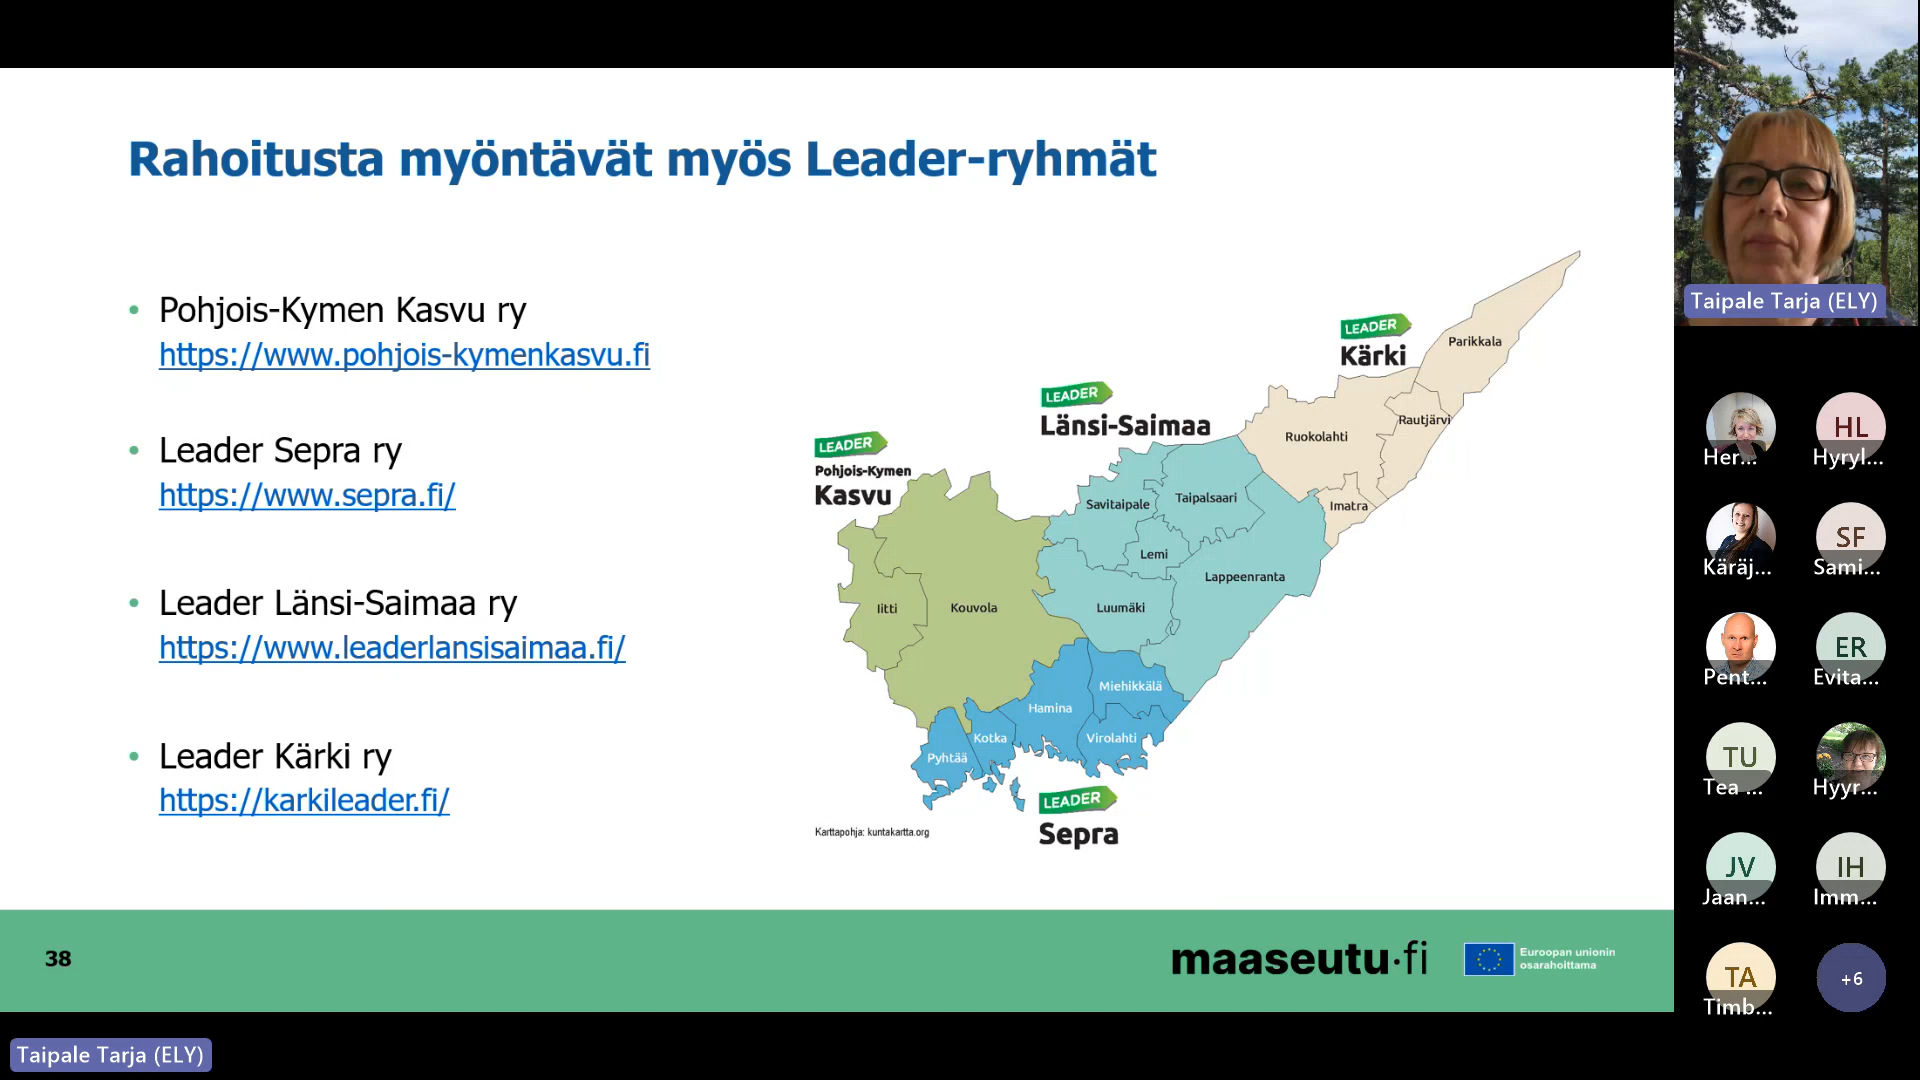 Rahoitusta myöntävät myös Leader-ryhmät
• Pohjois-Kymen Kasvu ry
https://www.pohjois-kymenkasvu.fi
• Leader Sepra ry
https://www.sepra.fi/
• Leader Länsi-Saimaa ry
https://www.leaderlansisaimaa.fi/
• Leader Kärki ry
https://karkileader.fi/
LEADER
Kärki
LEADER
Länsi-Saimaa
LEADER
Pohjois-Kymen
Kasvu
Parikkala
Rautjärvi
Ruokolahti
Imatra
Savitaipale
Taipalsaari
Lemi
Lappeenranta
Luumäki
Iitti
Kouvola
Miehikkälä
Hamina
Kotka
Virolahti
Pyhtää
LEADER
Sepra
Karttapohja: kuntakartta.org
38
maaseutu.fi
Euroopan unionin
osarahoittama
Taipale Tarja (ELY)
Her...
HL
Hyryl...
Käräj...
SF
Sami...
Pent...
ER
Evita...
TU
Tea ...
Hyyr...
JV
Jaan...
IH
Imm...
TA
Timb...
+6
Taipale Tarja (ELY)